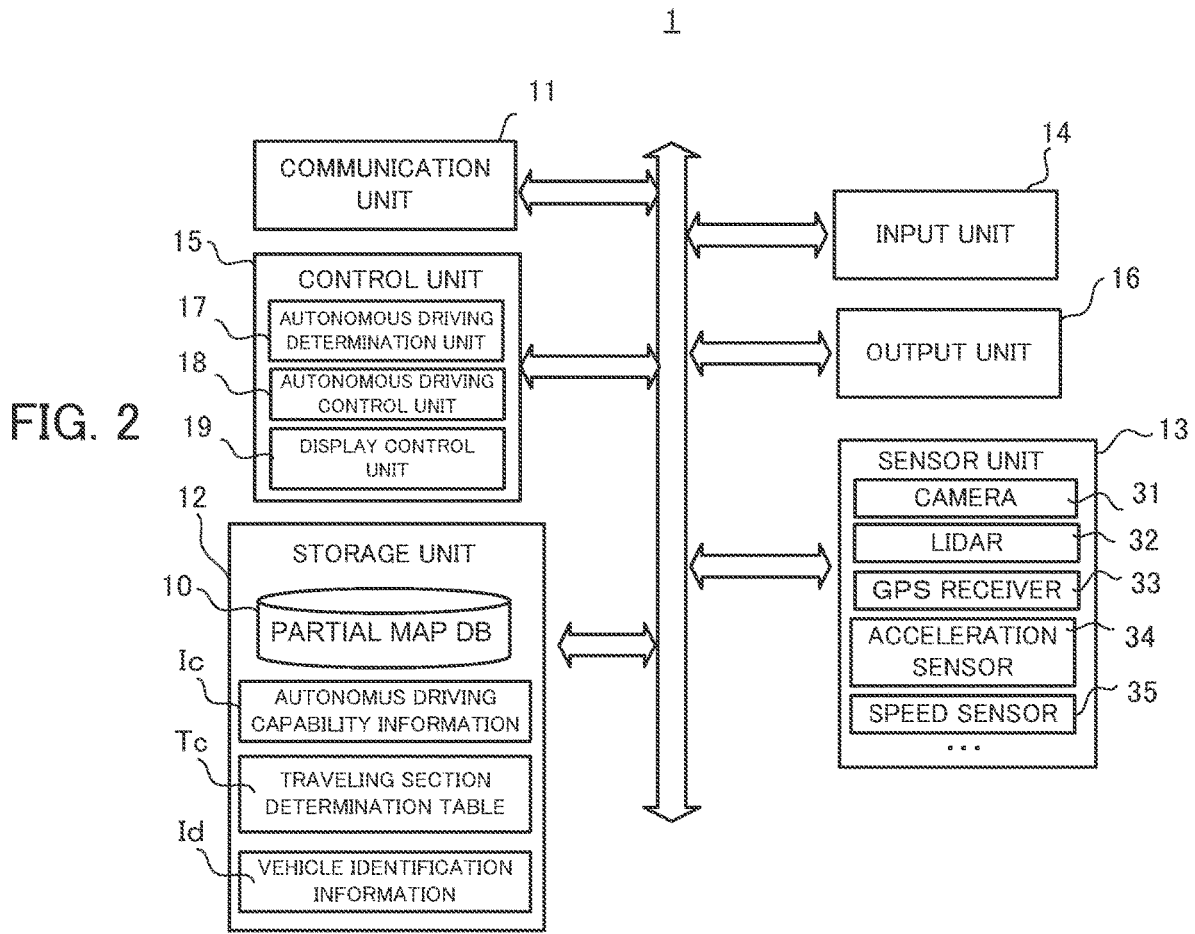 1
11
COMMUNICATION
UNIT
14
INPUT UNIT
15
CONTROL UNIT
17
AUTONOMOUS DRIVING
DETERMINATION UNIT
18
AUTONOMOUS DRIVING
CONTROL UNIT
19
DISPLAY CONTROL
UNIT
16
OUTPUT UNIT
FIG. 2
12
STORAGE UNIT
10
PARTIAL MAP DB
Ic
AUTONOMUS DRIVING
CAPABILITY INFORMATION
Tc
TRAVELING SECTION
DETERMINATION TABLE
Id
VEHICLE IDENTIFICATION
INFORMATION
13
SENSOR UNIT
CAMERA
31
LIDAR
32
GPS RECEIVER
33
ACCELERATION
SENSOR
34
SPEED SENSOR
35
...